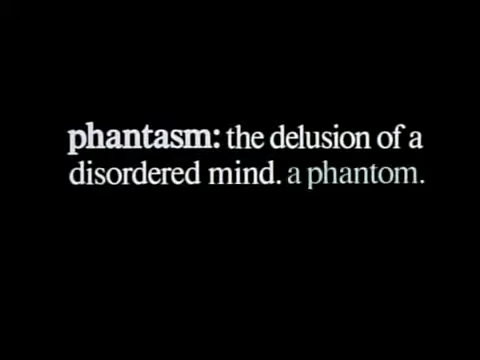 phantasm: the delusion of a
disordered mind. a phantom.